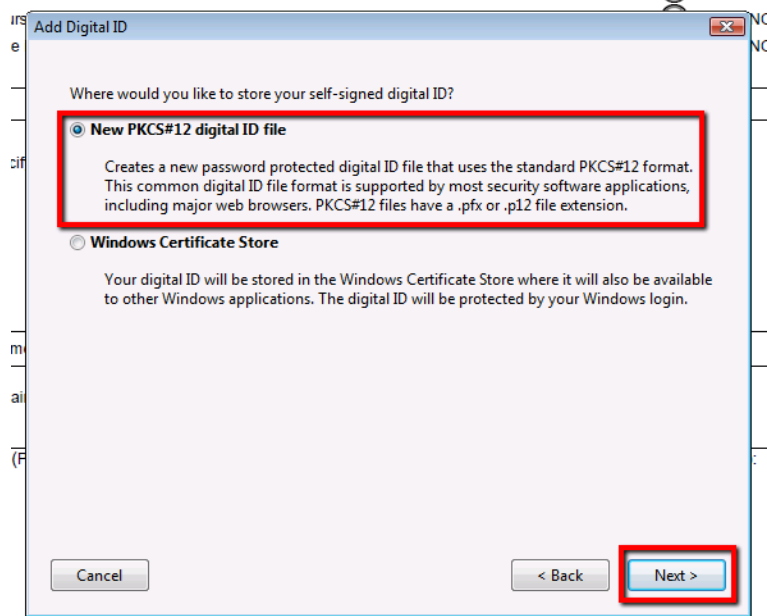 Add Digital ID
Where would you like to store your self-signed digital ID?
New PKCS#12 digital ID file
Creates a new password protected digital ID file that uses the standard PKCS#12 format.
This common digital ID file format is supported by most security software applications,
including major web browsers. PKCS#12 files have a .pfx or .p12 file extension.
Windows Certificate Store
Your digital ID will be stored in the Windows Certificate Store where it will also be available
to other Windows applications. The digital ID will be protected by your Windows login.
Cancel
< Back
Next >